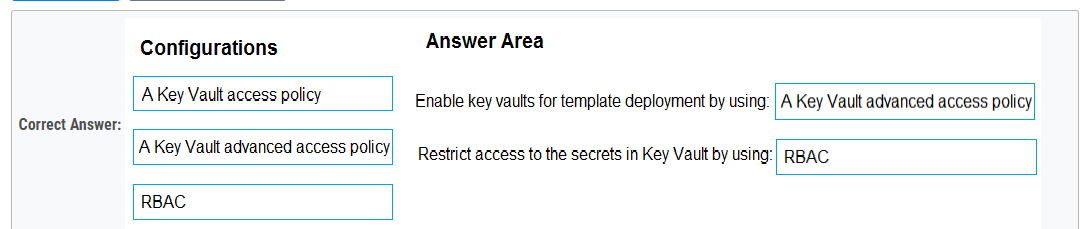 Configurations
Answer Area
A Key Vault access policy
Enable key vaults for template deployment by using: A Key Vault advanced access policy
Correct Answer:
A Key Vault advanced access policy
Restrict access to the secrets in Key Vault by using: RBAC
RBAC